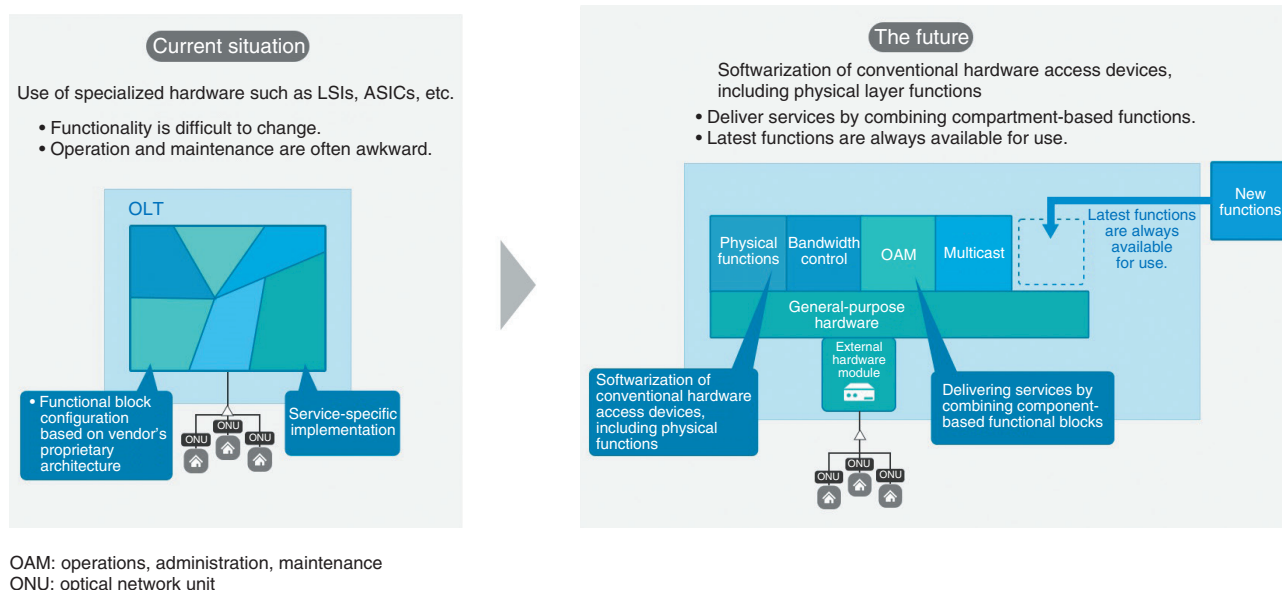 Current situation
Use of specialized hardware such as LSIs, ASICs, etc.
• Functionality is difficult to change.
• Operation and maintenance are often awkward.
OLT
• Functional block
configuration
based on vendor's
proprietary
architecture
Service-specific
implementation
ONU
ONU
ONU
The future
Softwarization of conventional hardware access devices,
including physical layer functions
• Deliver services by combining compartment-based functions.
• Latest functions are always available for use.
New
functions
Latest functions
are always
available
for use.
Physical
functions
Bandwidth
control
OAM
Multicast
General-purpose
hardware
External
hardware
module
Softwarization of
conventional hardware
access devices,
including physical
functions
Delivering services by
combining component-
based functional blocks
ONU
ONU
ONU
OAM: operations, administration, maintenance
ONU: optical network unit